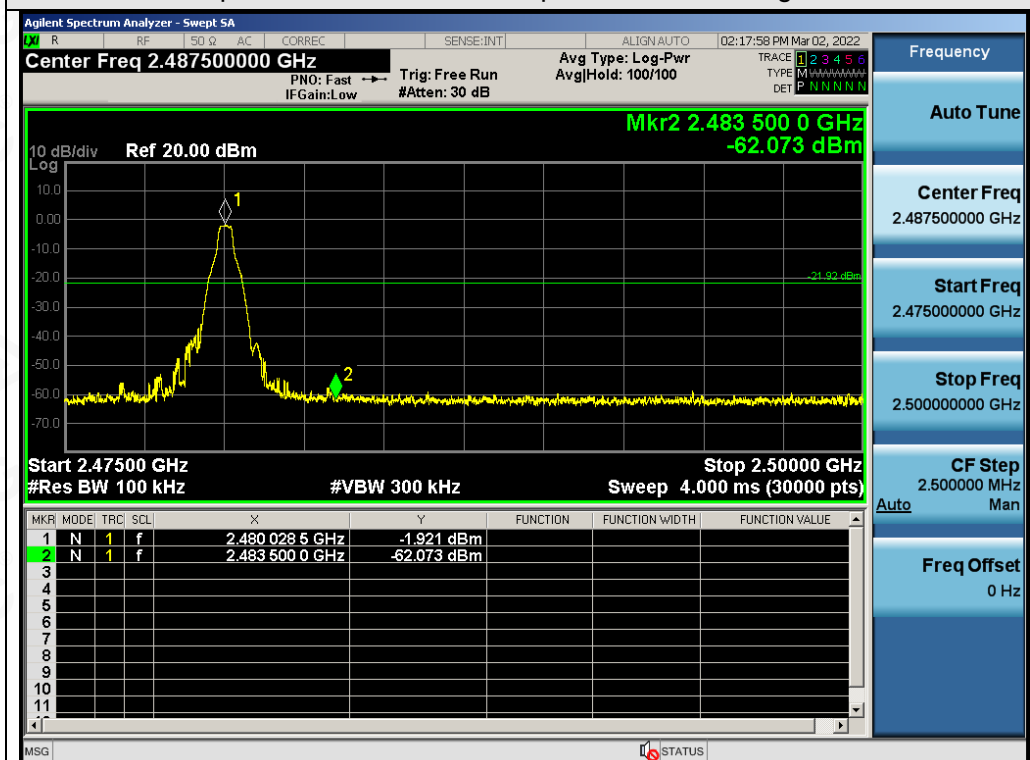 Agilent Spectrum Analyzer - Swept SA
LXI R RF 50 Ω AC CORREC SENSE:INT ALIGN AUTO 02:17:58 PM Mar 02, 2022
Center Freq 2.487500000 GHz
PNO: Fast
IFGain:Low
Trig: Free Run
#Atten: 30 dB
Avg Type: Log-Pwr
Avg|Hold: 100/100
TRACE 1 2 3 4 5 6
TYPE M WWWWW
DET P N N N N N
Mkr2 2.483 500 0 GHz
-62.073 dBm
10 dB/div Ref 20.00 dBm
Log
10.0
0.00
-10.0
-20.0
-30.0
-40.0
-50.0
-60.0
-70.0
1
-21.92 dBm
2
Start 2.47500 GHz Stop 2.50000 GHz
#Res BW 100 kHz #VBW 300 kHz Sweep 4.000 ms (30000 pts)
MKR MODE TRC SCL X Y FUNCTION FUNCTION WIDTH FUNCTION VALUE
1 N 1 f 2.480 028 5 GHz -1.921 dBm
2 N 1 f 2.483 500 0 GHz -62.073 dBm
3
4
5
6
7
8
9
10
11
MSG STATUS
Frequency
Auto Tune
Center Freq
2.487500000 GHz
Start Freq
2.475000000 GHz
Stop Freq
2.500000000 GHz
CF Step
2.500000 MHz
Auto Man
Freq Offset
0 Hz